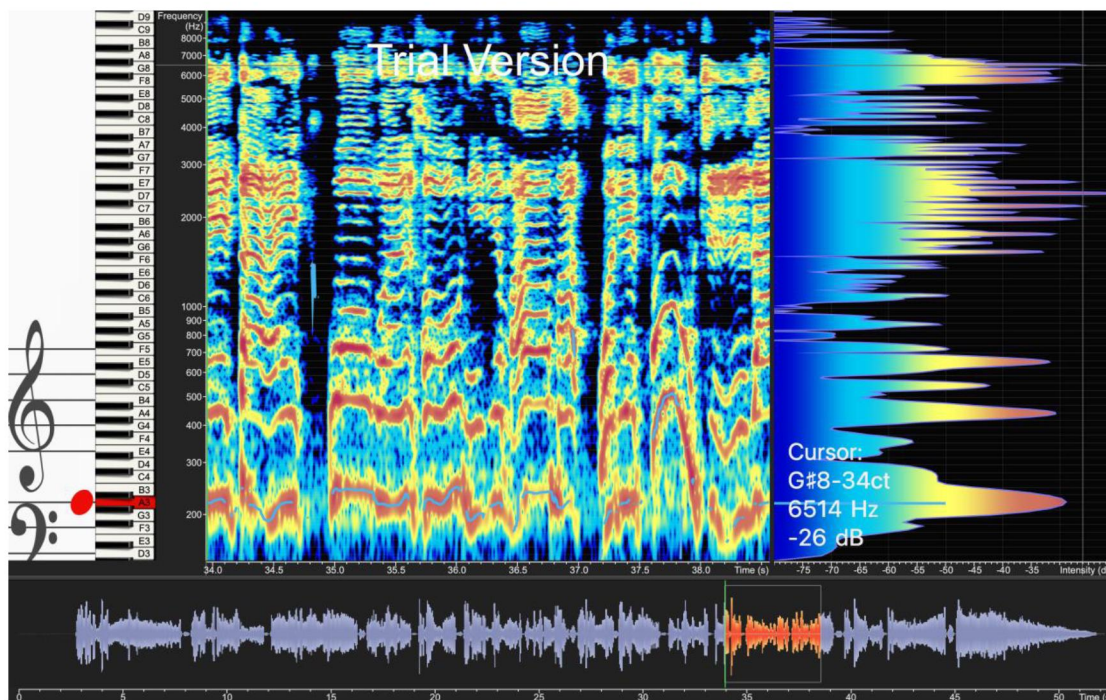 D9
C9
B8
A8
G8
F8
E8
D8
C8
B7
A7
G7
F7
E7
D7
C7
B6
A6
G6
F6
E6
D6
C6
B5
A5
G5
F5
E5
D5
C5
B4
A4
G4
F4
E4
D4
C4
B3
A3
G3
F3
E3
D3
Frequency
(Hz)
8000
7000
6000
5000
4000
3000
2000
1000
900
800
700
600
500
400
300
200
Trial Version
34.0 34.5 35.0 35.5 36.0 36.5 37.0 37.5 38.0 Time (s)
Cursor:
G♯8-34ct
6514 Hz
-26 dB
-75 -70 -65 -60 -55 -50 -45 -40 -35 Intensity (d
0 5 10 15 20 25 30 35 40 45 50 Time (